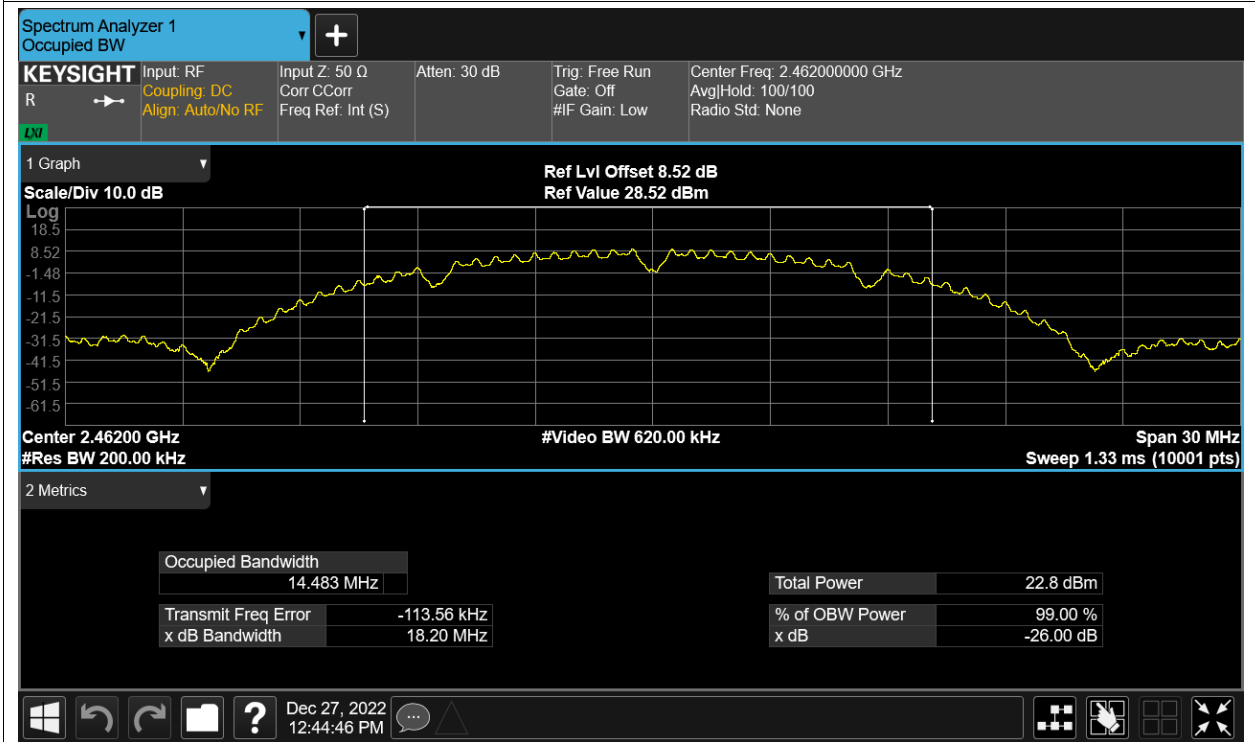 Spectrum Analyzer 1
Occupied BW
KEYSIGHT
R
LXI
Input: RF
Coupling: DC
Align: Auto/No RF
Input Z: 50 Ω
Corr CCorr
Freq Ref: Int (S)
Atten: 30 dB
Trig: Free Run
Gate: Off
#IF Gain: Low
Center Freq: 2.462000000 GHz
Avg|Hold: 100/100
Radio Std: None
1 Graph
Scale/Div 10.0 dB
Ref Lvl Offset 8.52 dB
Ref Value 28.52 dBm
Log
18.5
8.52
-1.48
-11.5
-21.5
-31.5
-41.5
-51.5
-61.5
Center 2.46200 GHz
#Video BW 620.00 kHz
Span 30 MHz
#Res BW 200.00 kHz
Sweep 1.33 ms (10001 pts)
2 Metrics
Occupied Bandwidth
14.483 MHz
Total Power 22.8 dBm
Transmit Freq Error -113.56 kHz
% of OBW Power 99.00 %
x dB Bandwidth 18.20 MHz
x dB -26.00 dB
?
Dec 27, 2022
12:44:46 PM